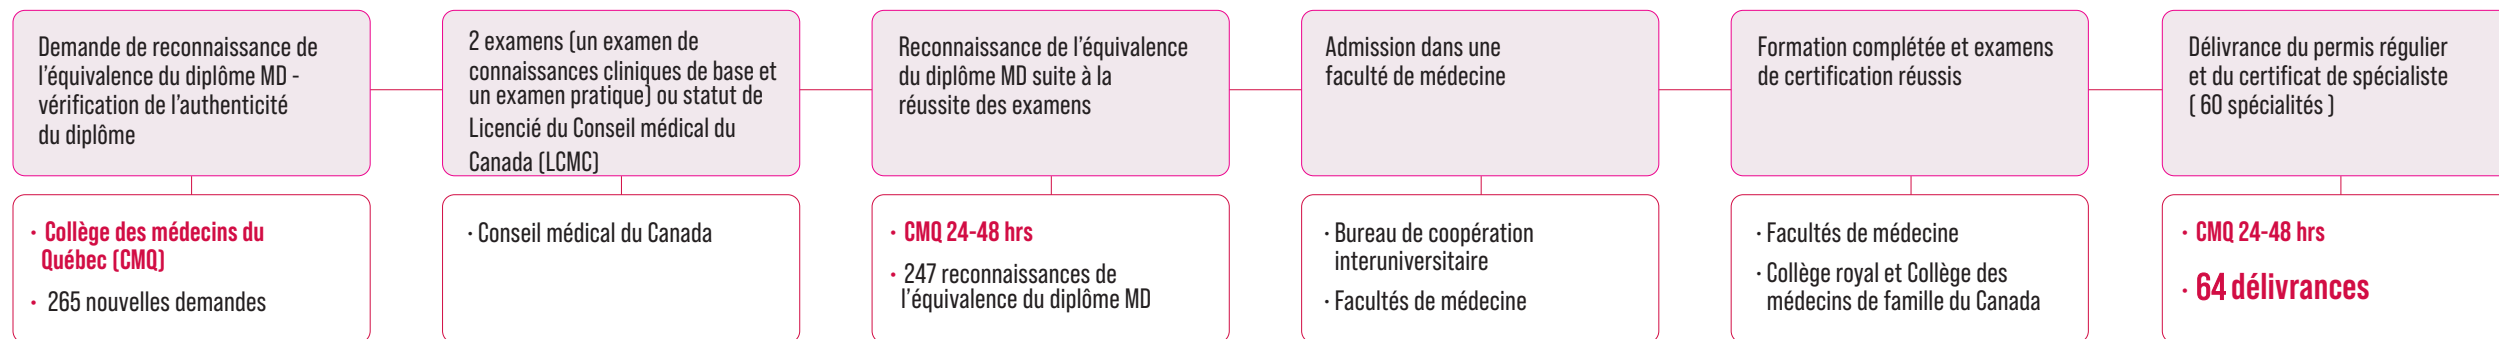 Demande de reconnaissance de
l'équivalence du diplôme MD -
vérification de l'authenticité
du diplôme
· Collège des médecins du
Québec (CMQ)
· 265 nouvelles demandes
2 examens (un examen de
connaissances cliniques de base et
un examen pratique) ou statut de
Licencié du Conseil médical du
Canada (LCMC)
· Conseil médical du Canada
Reconnaissance de l'équivalence
du diplôme MD suite à la
réussite des examens
· CMQ 24-48 hrs
· 247 reconnaissances de
l'équivalence du diplôme MD
Admission dans une
faculté de médecine
· Bureau de coopération
interuniversitaire
· Facultés de médecine
Formation complétée et examens
de certification réussis
· Facultés de médecine
· Collège royal et Collège des
médecins de famille du Canada
Délivrance du permis régulier
et du certificat de spécialiste
( 60 spécialités )
· CMQ 24-48 hrs
· 64 délivrances